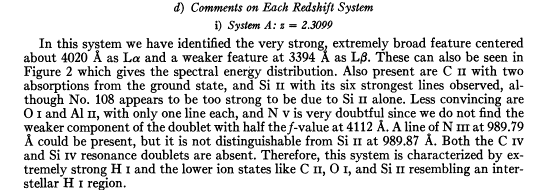 d) Comments on Each Redshift System
i) System A: z = 2.3099
In this system we have identified the very strong, extremely broad feature centered
about 4020 Å as Lα and a weaker feature at 3394 Å as Lβ. These can also be seen in
Figure 2 which gives the spectral energy distribution. Also present are C II with two
absorptions from the ground state, and Si II with its six strongest lines observed, al-
though No. 108 appears to be too strong to be due to Si II alone. Less convincing are
O I and Al II, with only one line each, and N V is very doubtful since we do not find the
weaker component of the doublet with half the f-value at 4112 Å. A line of N III at 989.79
Å could be present, but it is not distinguishable from Si II at 989.87 Å. Both the C IV
and Si IV resonance doublets are absent. Therefore, this system is characterized by ex-
tremely strong H I and the lower ion states like C II, O I, and Si II resembling an inter-
stellar H I region.